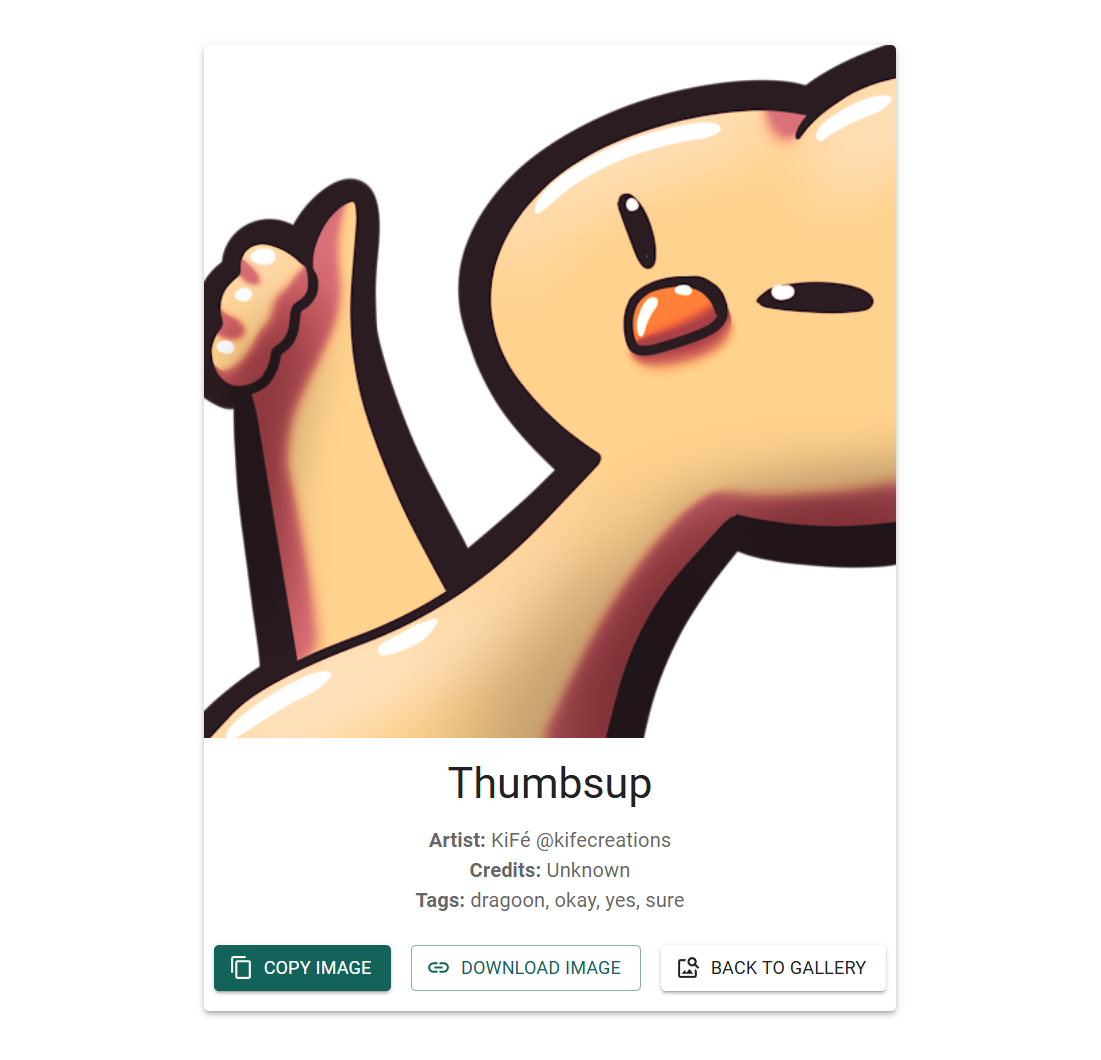 Thumbsup
Artist: KiFé @kifecreations
Credits: Unknown
Tags: dragoon, okay, yes, sure
COPY IMAGE
DOWNLOAD IMAGE
BACK TO GALLERY